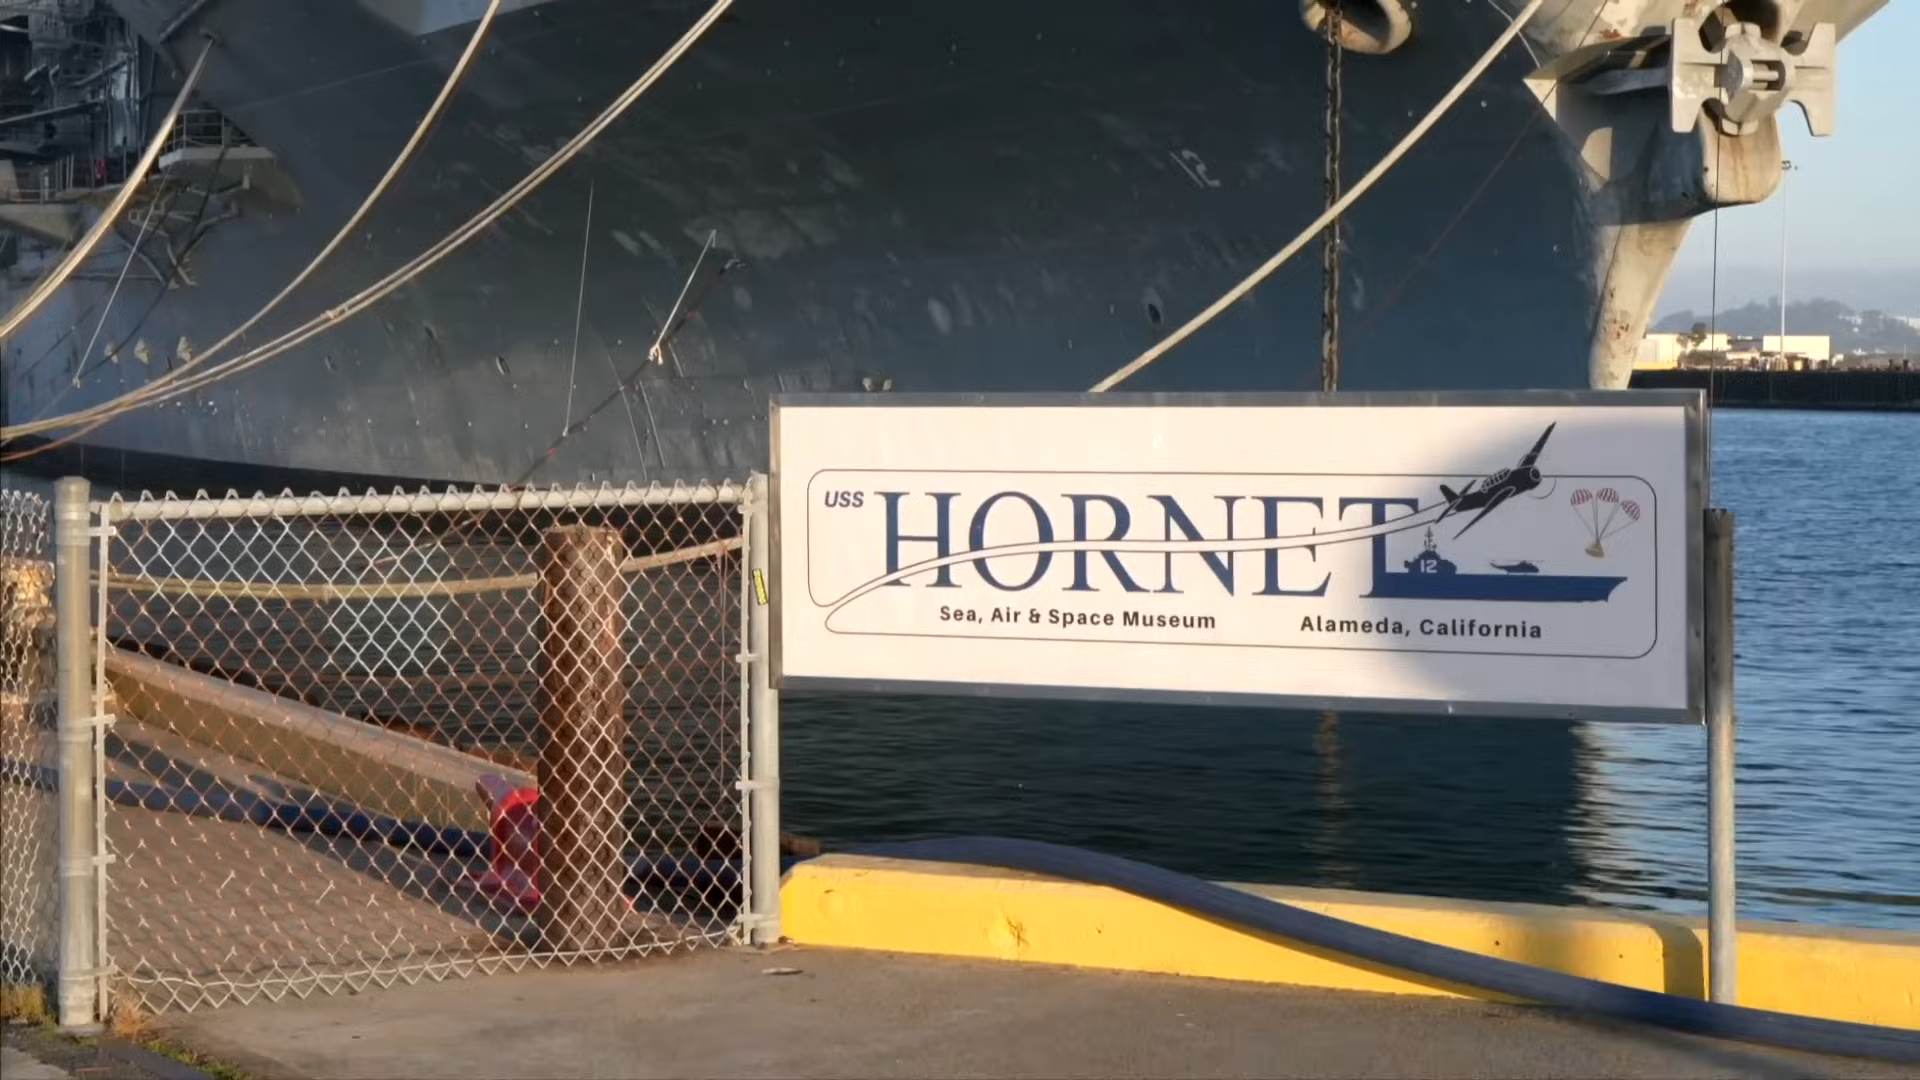 USS HORNET
12
Sea, Air & Space Museum
Alameda, California
12